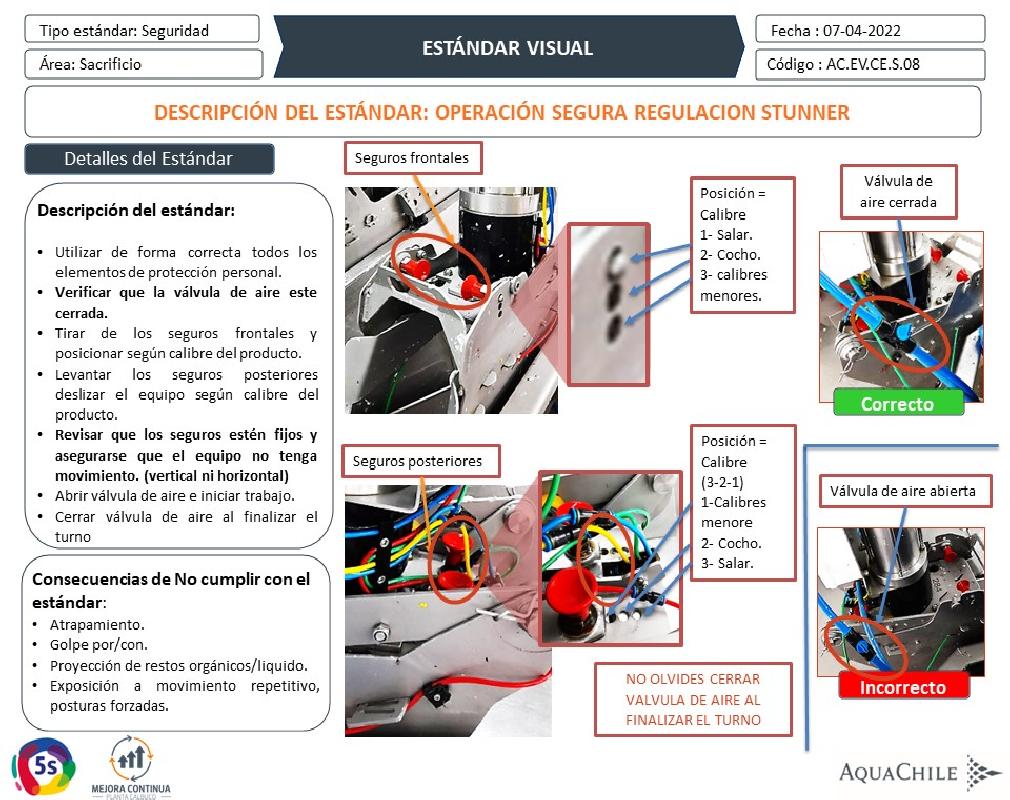 Tipo estándar: Seguridad
Área: Sacrificio
ESTÁNDAR VISUAL
Fecha : 07-04-2022
Código : AC.EV.CE.S.08
DESCRIPCIÓN DEL ESTÁNDAR: OPERACIÓN SEGURA REGULACION STUNNER
Detalles del Estándar
Descripción del estándar:
• Utilizar de forma correcta todos los
elementos de protección personal.
• Verificar que la válvula de aire este
cerrada.
• Tirar de los seguros frontales y
posicionar según calibre del producto.
• Levantar los seguros posteriores
deslizar el equipo según calibre del
producto.
• Revisar que los seguros estén fijos y
asegurarse que el equipo no tenga
movimiento. (vertical ni horizontal)
• Abrir válvula de aire e iniciar trabajo.
• Cerrar válvula de aire al finalizar el
turno
Consecuencias de No cumplir con el
estándar:
• Atrapamiento.
• Golpe por/con.
• Proyección de restos orgánicos/liquido.
• Exposición a movimiento repetitivo,
posturas forzadas.
Seguros frontales
Posición =
Calibre
1- Salar.
2- Cocho.
3- calibres
menores.
Válvula de
aire cerrada
Correcto
Seguros posteriores
Posición =
Calibre
(3-2-1)
1-Calibres
menore
2- Cocho.
3- Salar.
Válvula de aire abierta
Incorrecto
NO OLVIDES CERRAR
VALVULA DE AIRE AL
FINALIZAR EL TURNO
5s
MEJORA CONTINUA
PLANTA CALBUCO
AQUACHILE